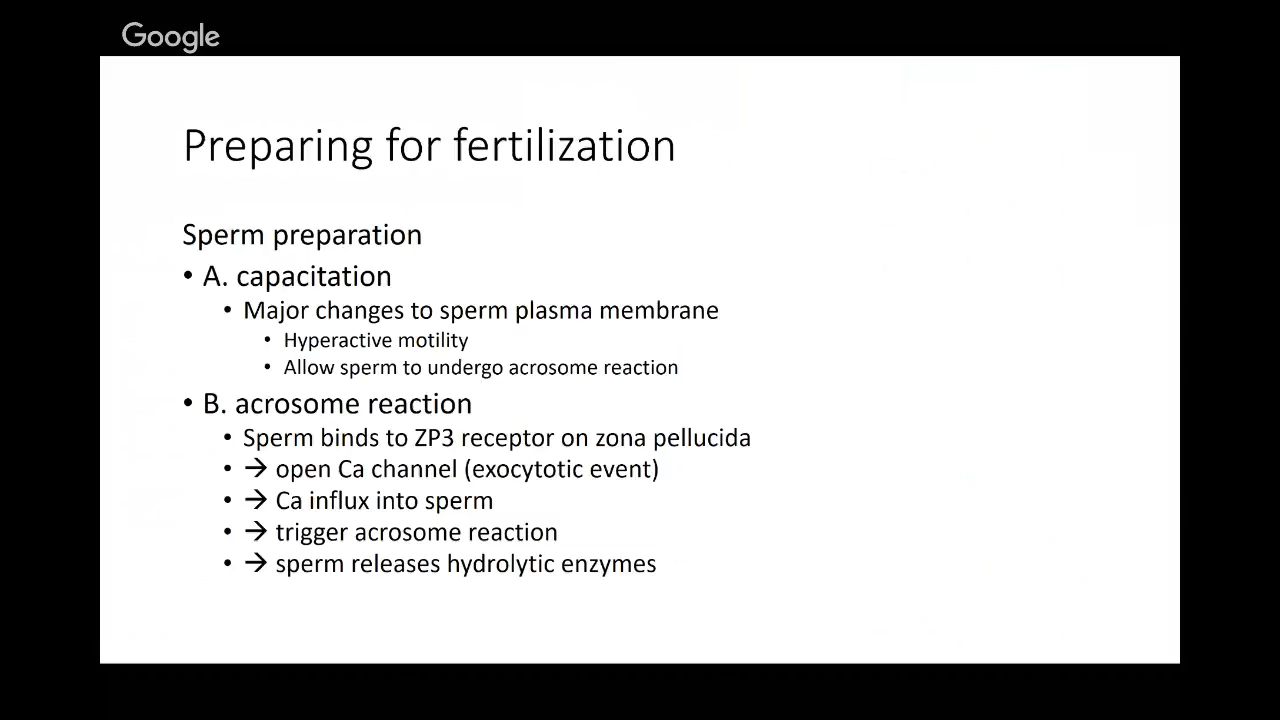 Google
Preparing for fertilization
Sperm preparation
• A. capacitation
• Major changes to sperm plasma membrane
• Hyperactive motility
• Allow sperm to undergo acrosome reaction
• B. acrosome reaction
• Sperm binds to ZP3 receptor on zona pellucida
• → open Ca channel (exocytotic event)
• → Ca influx into sperm
• → trigger acrosome reaction
• → sperm releases hydrolytic enzymes